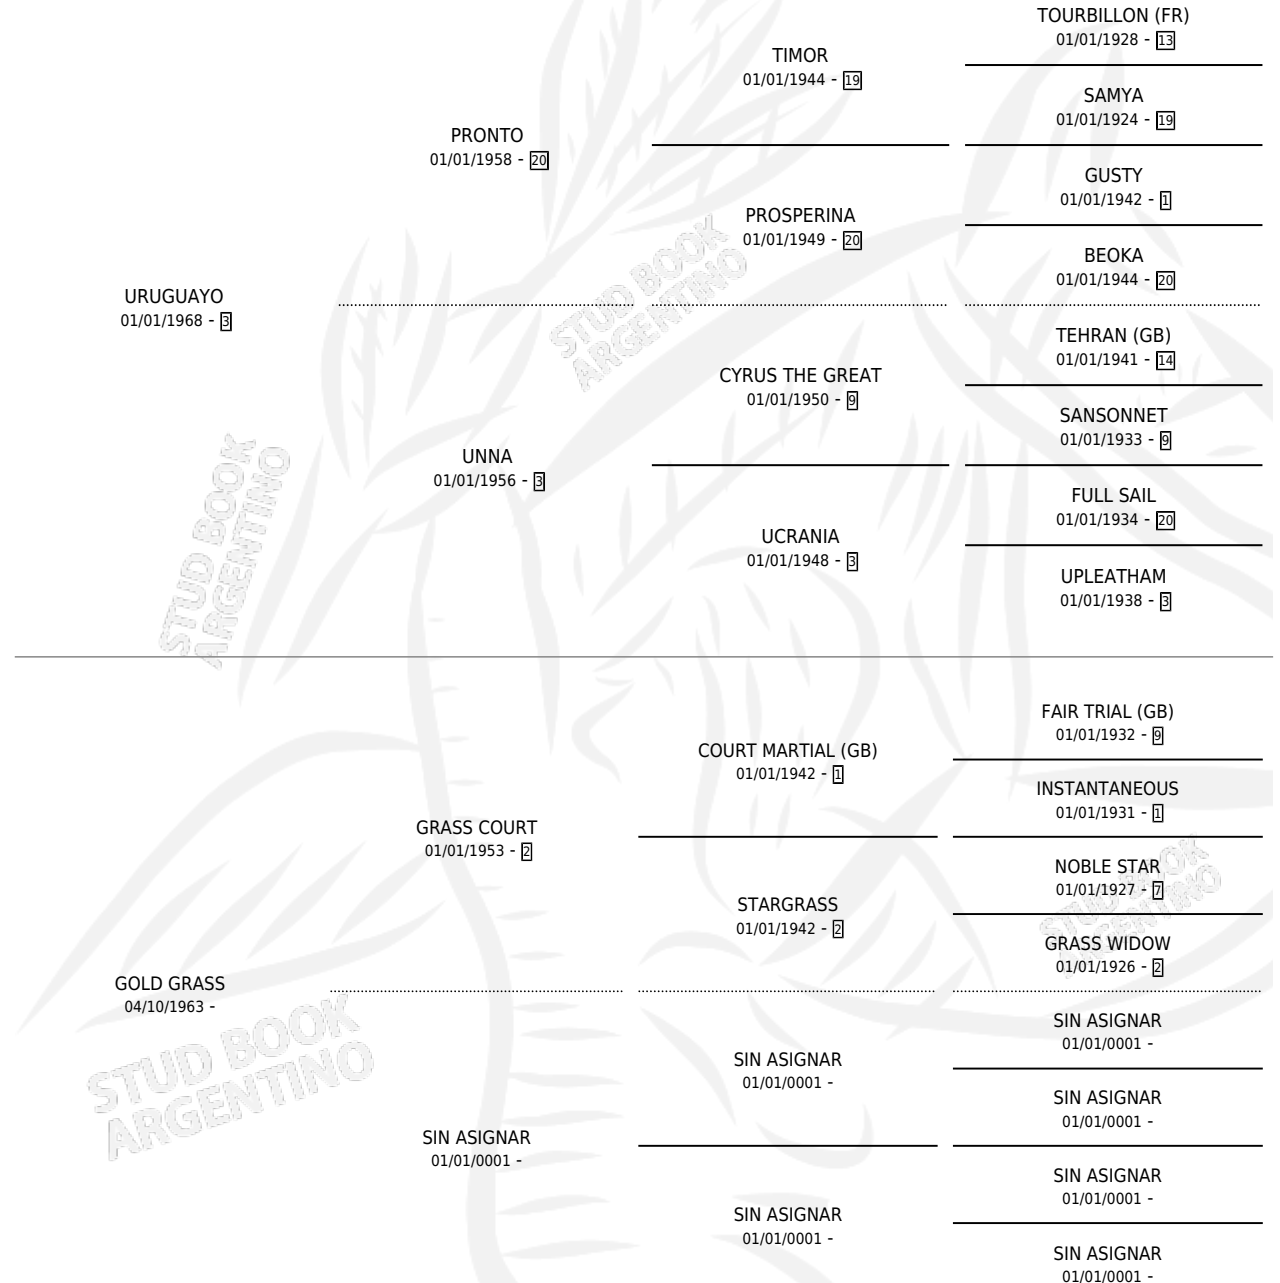 TOURBILLON (FR)
01/01/1928 - 13
TIMOR
01/01/1944 - 19
SAMYA
01/01/1924 - 19
PRONTO
01/01/1958 - 20
GUSTY
01/01/1942 - 1
PROSPERINA
01/01/1949 - 20
BEOKA
01/01/1944 - 20
URUGUAYO
01/01/1968 - 3
STUD BOOK
ARGENTINO
TEHRAN (GB)
01/01/1941 - 14
CYRUS THE GREAT
01/01/1950 - 9
SANSONNET
01/01/1933 - 9
UNNA
01/01/1956 - 3
FULL SAIL
01/01/1934 - 20
UCRANIA
01/01/1948 - 3
UPLEATHAM
01/01/1938 - 3
STUD BOOK
ARGENTINO
FAIR TRIAL (GB)
01/01/1932 - 9
COURT MARTIAL (GB)
01/01/1942 - 1
INSTANTANEOUS
01/01/1931 - 1
GRASS COURT
01/01/1953 - 2
NOBLE STAR
01/01/1927 - 7
STARGRASS
01/01/1942 - 2
GRASS WIDOW
01/01/1926 - 2
STUD BOOK
ARGENTINO
GOLD GRASS
04/10/1963 -
SIN ASIGNAR
01/01/0001 -
SIN ASIGNAR
01/01/0001 -
SIN ASIGNAR
01/01/0001 -
STUD BOOK
ARGENTINO
SIN ASIGNAR
01/01/0001 -
SIN ASIGNAR
01/01/0001 -
SIN ASIGNAR
01/01/0001 -
SIN ASIGNAR
01/01/0001 -